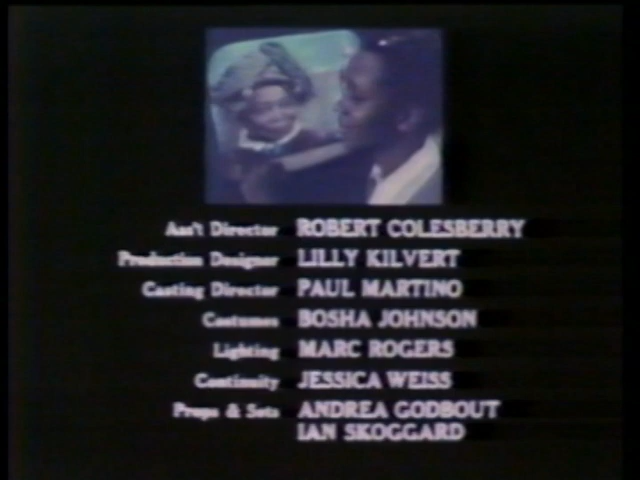 Ass't Director ROBERT COLESBERRY
Production Designer LILLY KILVERT
Casting Director PAUL MARTINO
Costumes BOSHA JOHNSON
Lighting MARC ROGERS
Continuity JESSICA WEISS
Props & Sets ANDREA GODBOUT
IAN SKOGGARD